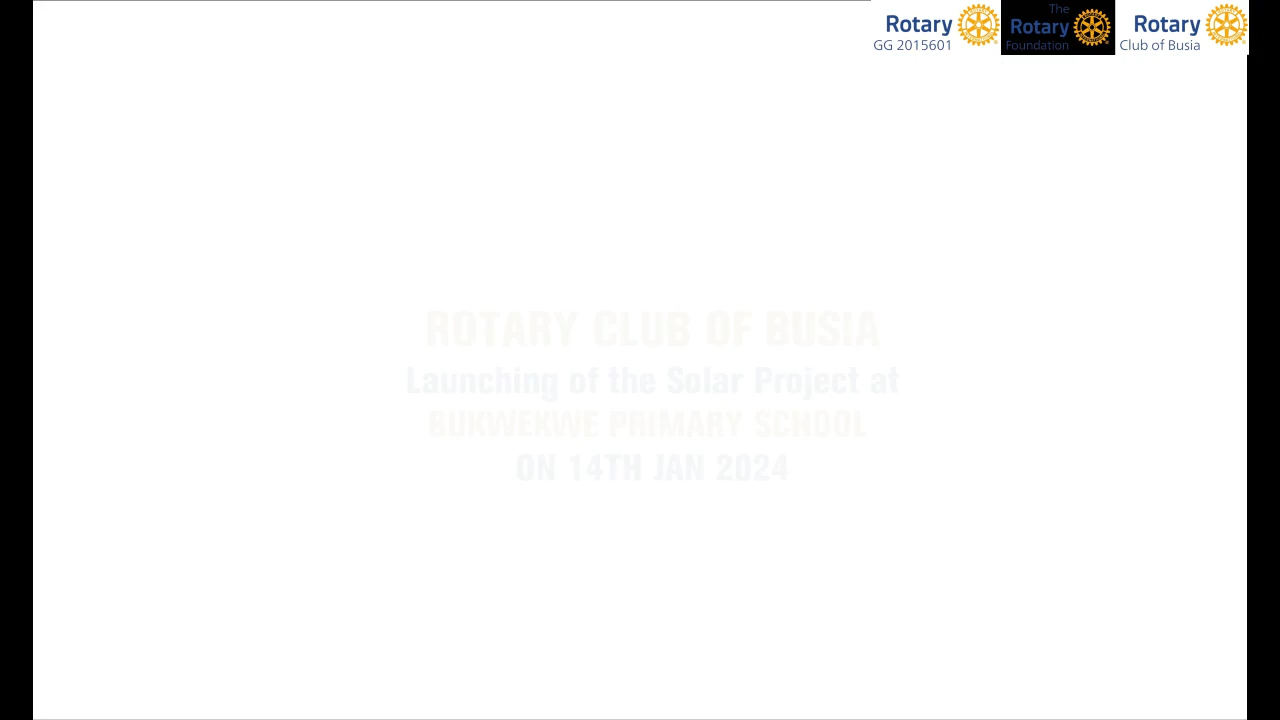 Rotary
GG 2015601
The
Rotary
Foundation
Rotary
Club of Busia
ROTARY CLUB OF BUSIA
Launching of the Solar Project at
BUKWEKWE PRIMARY SCHOOL
ON 14TH JAN 2024